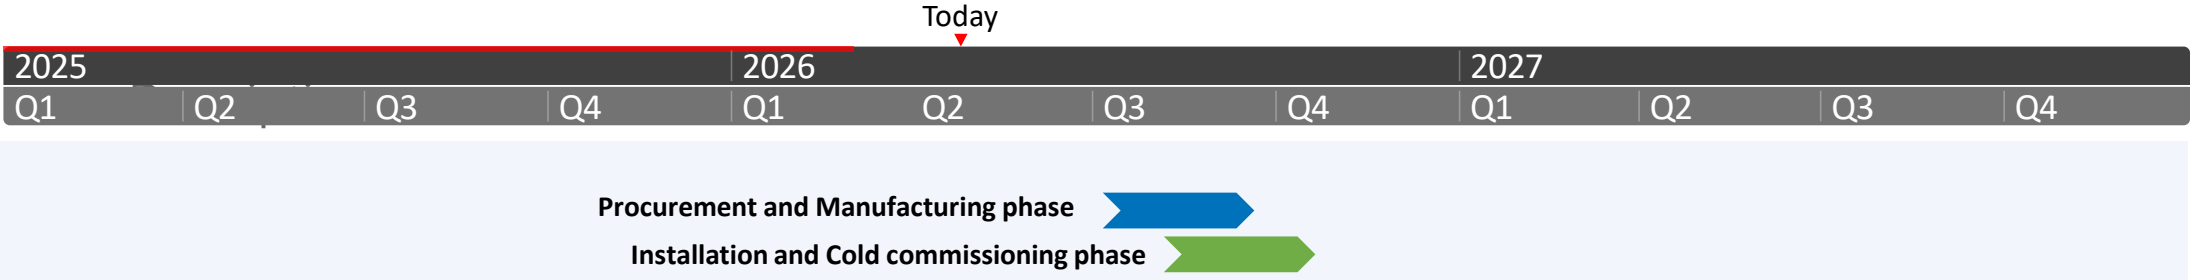 Today
2025 2026 2027
Q1 Q2 Q3 Q4 Q1 Q2 Q3 Q4 Q1 Q2 Q3 Q4
Procurement and Manufacturing phase
Installation and Cold commissioning phase